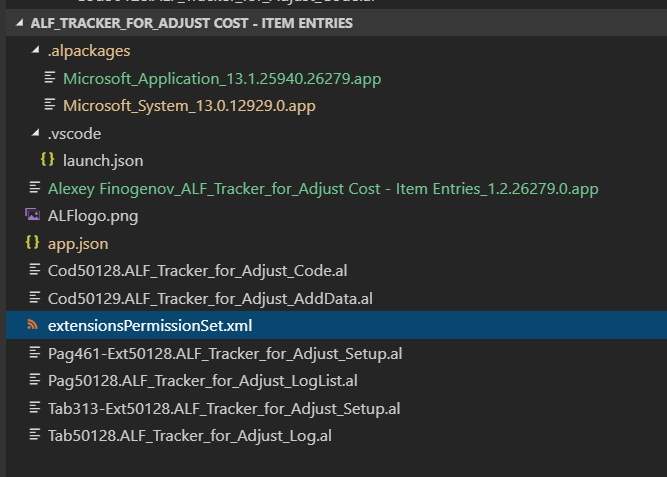 ALF_TRACKER_FOR_ADJUST COST - ITEM ENTRIES
.alpackages
Microsoft_Application_13.1.25940.26279.app
Microsoft_System_13.0.12929.0.app
.vscode
{} launch.json
Alexey Finogenov_ALF_Tracker_for_Adjust Cost - Item Entries_1.2.26279.0.app
ALFlogo.png
{} app.json
Cod50128.ALF_Tracker_for_Adjust_Code.al
Cod50129.ALF_Tracker_for_Adjust_AddData.al
extensionsPermissionSet.xml
Pag461-Ext50128.ALF_Tracker_for_Adjust_Setup.al
Pag50128.ALF_Tracker_for_Adjust_LogList.al
Tab313-Ext50128.ALF_Tracker_for_Adjust_Setup.al
Tab50128.ALF_Tracker_for_Adjust_Log.al